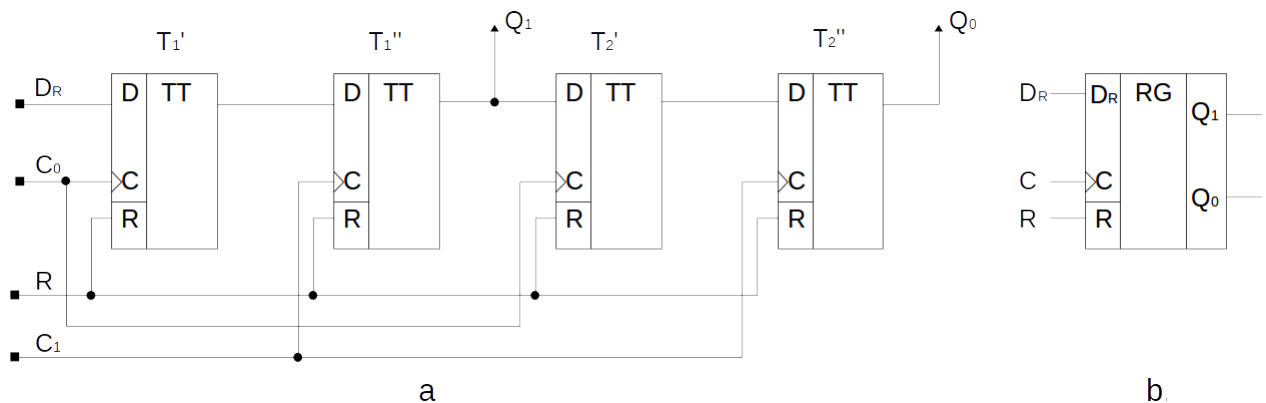 Q₁ Q₀
T₁' T₁'' T₂' T₂''
Dᴿ D TT D TT D TT D TT Dᴿ Dᴿ RG Q₁
C₀ C C C C C C Q₀
R R R R R R
R
C₁
a b